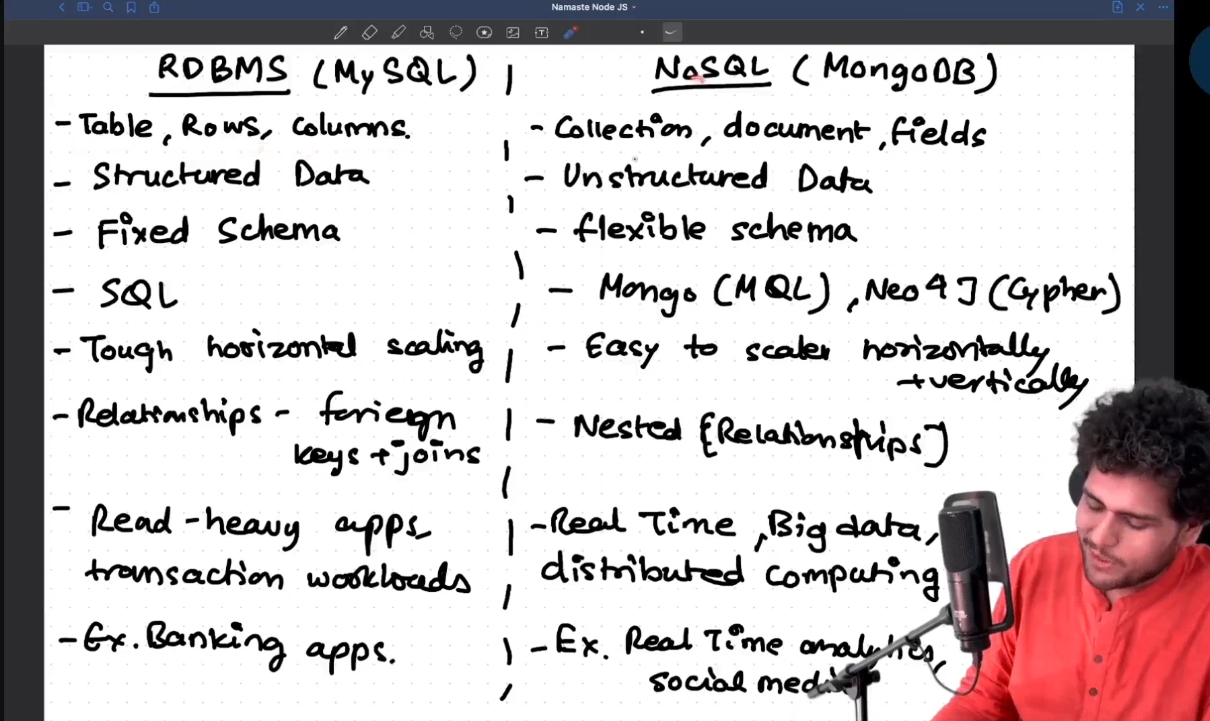 Namaste Node JS
RDBMS (MySQL)
- Table, Rows, columns.
- Structured Data
- Fixed Schema
- SQL
- Tough horizontal scaling
- Relationships - foriegn
keys + joins
- Read-heavy apps,
transaction workloads
- Ex. Banking apps.
NoSQL (MongoDB)
- Collection, document, fields
- Unstructured Data
- flexible schema
- Mongo (MQL), Neo4J (Cypher)
- Easy to scale horizontally
+ vertically
- Nested [Relationships]
- Real Time, Big data,
distributed computing
- Ex. Real Time analytics,
social media